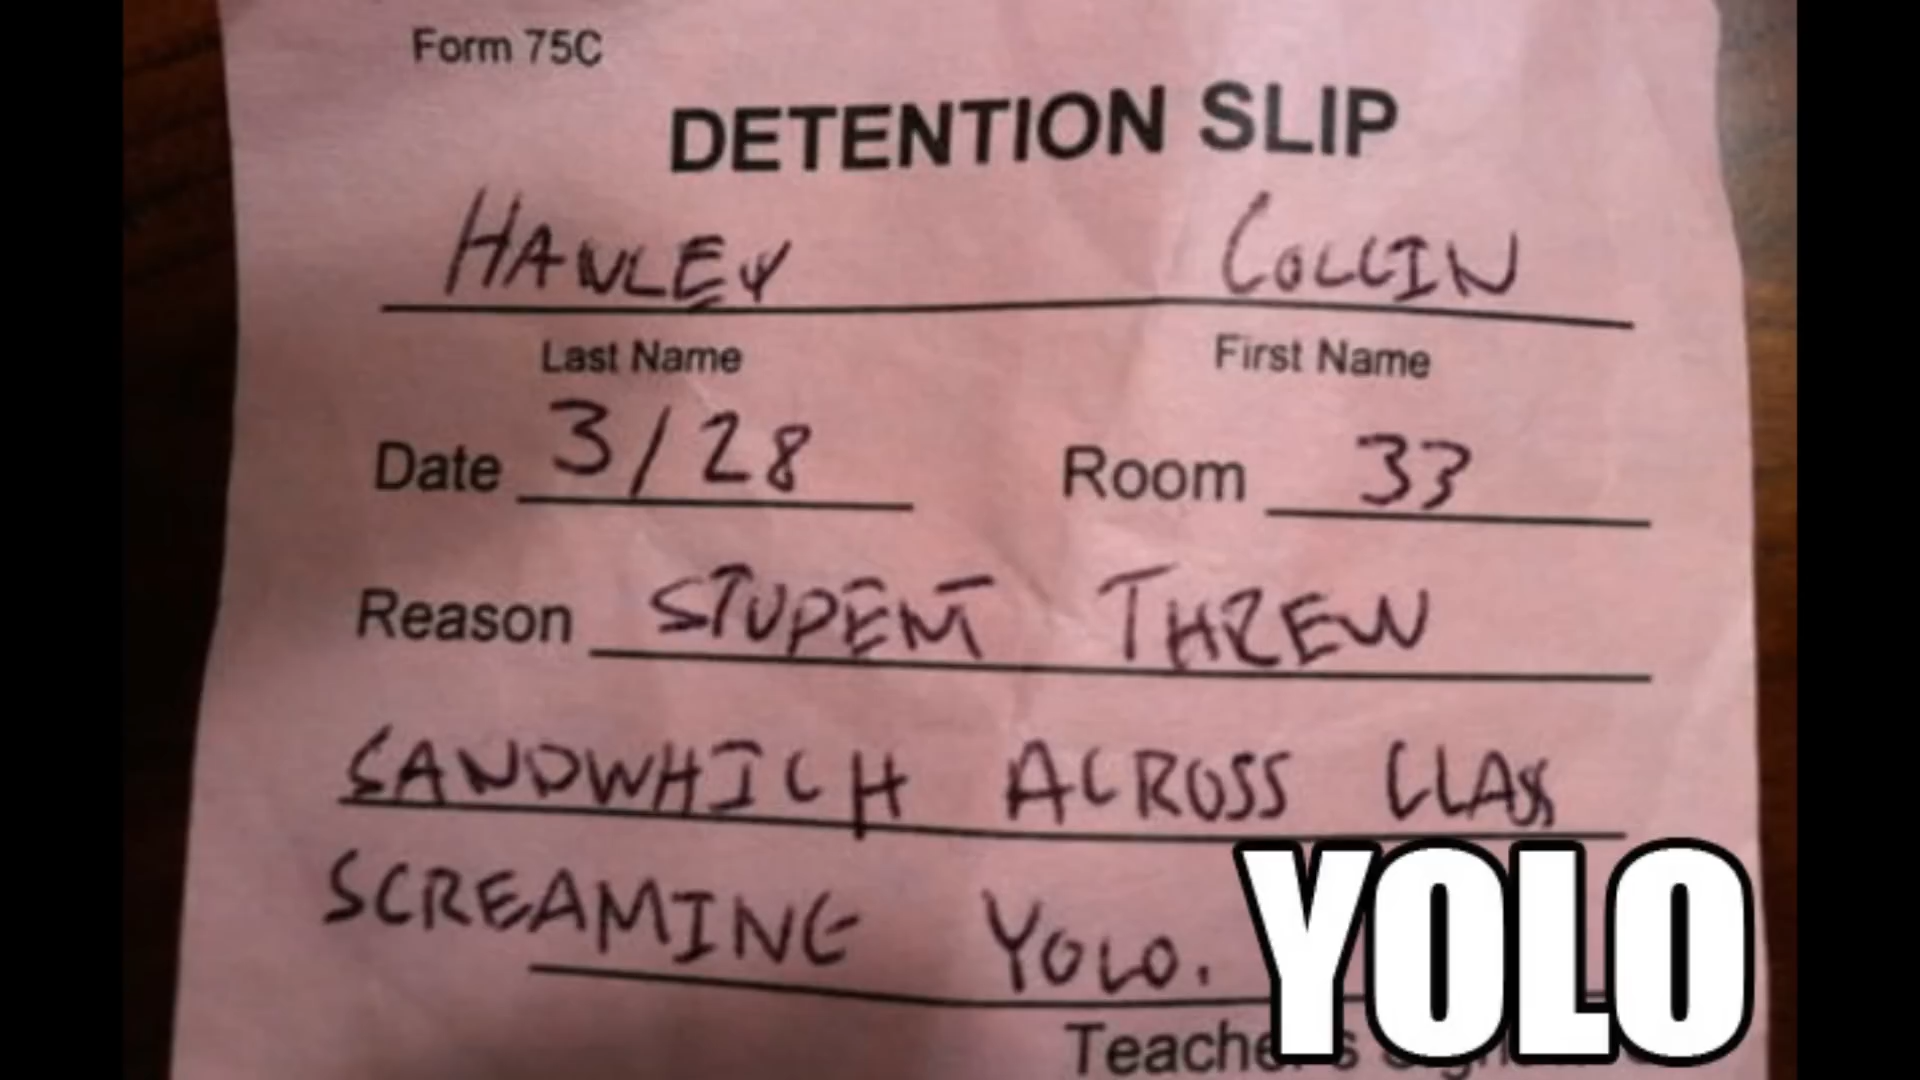 Form 75C
DETENTION SLIP
HANLEY COLLIN
Last Name First Name
Date 3/28 Room 33
Reason STUDENT THREW
SANDWHICH ACROSS CLASS
SCREAMING YOLO.
YOLO